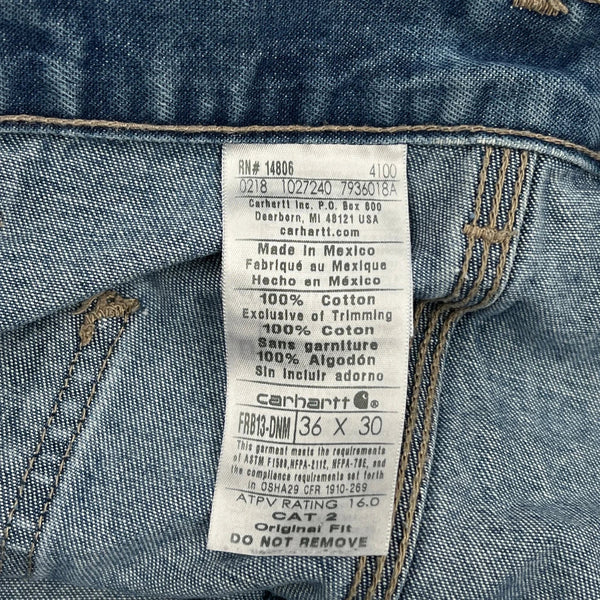 RN# 14806 4100
0218 1027240 7936018A
Carhartt Inc. P.O. Box 600
Dearborn, MI 48121 USA
carhartt.com
Made in Mexico
Fabriqué au Mexique
Hecho en México
100% Cotton
Exclusive of Trimming
100% Coton
Sans garniture
100% Algodón
Sin incluir adorno
carhartt ®
FRB13-DNM 36 X 30
This garment meets the requirements
of ASTM F1506, NFPA-2112, NFPA-70E, and
the compliance requirements set forth
in OSHA29 CFR 1910-269
ATPV RATING 16.0
CAT 2
Original Fit
DO NOT REMOVE